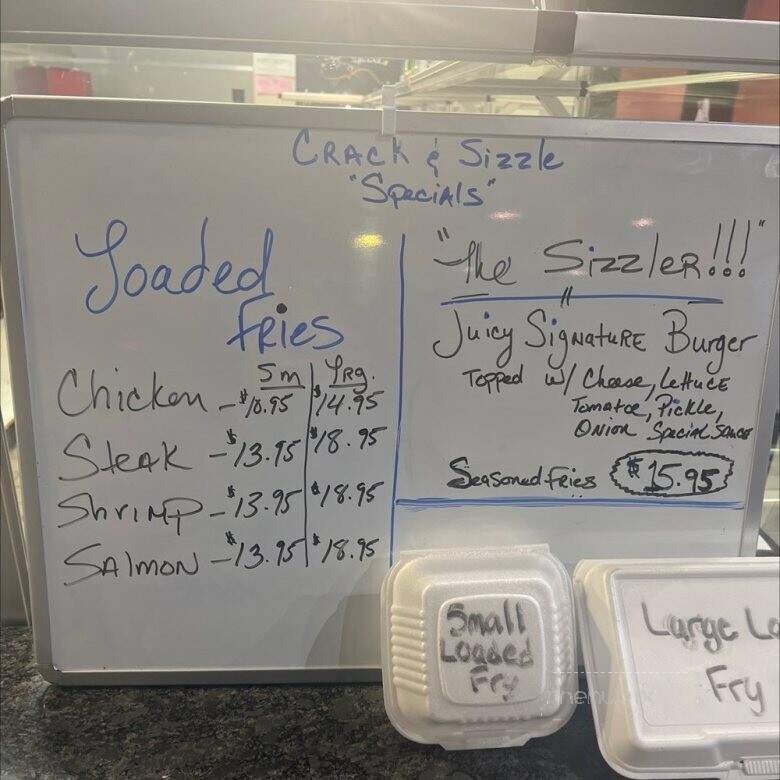 CRACK & Sizzle
"Specials"
Loaded
fries
Sm Lrg.
Chicken - $10.95 $14.95
Steak - $13.95 $18.95
Shrimp - $13.95 $18.95
Salmon - $13.95 $18.95
"The Sizzler!!!"
Juicy Signature Burger
Topped w/ Cheese, Lettuce
Tomatoe, Pickle,
Onion Special Sauce
Seasoned Fries $15.95
Small
Loaded
Fry
Large Lo
Fry